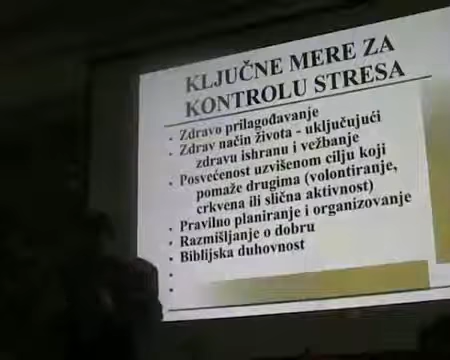 KLJUČNE MERE ZA
KONTROLU STRESA
. Zdravo prilagođavanje
. Zdrav način života - uključujući
zdravu ishranu i vežbanje
. Posvećenost uzvišenom cilju koji
pomaže drugima (volontiranje,
crkvena ili slična aktivnost)
. Pravilno planiranje i organizovanje
. Razmišljanje o dobru
. Biblijska duhovnost